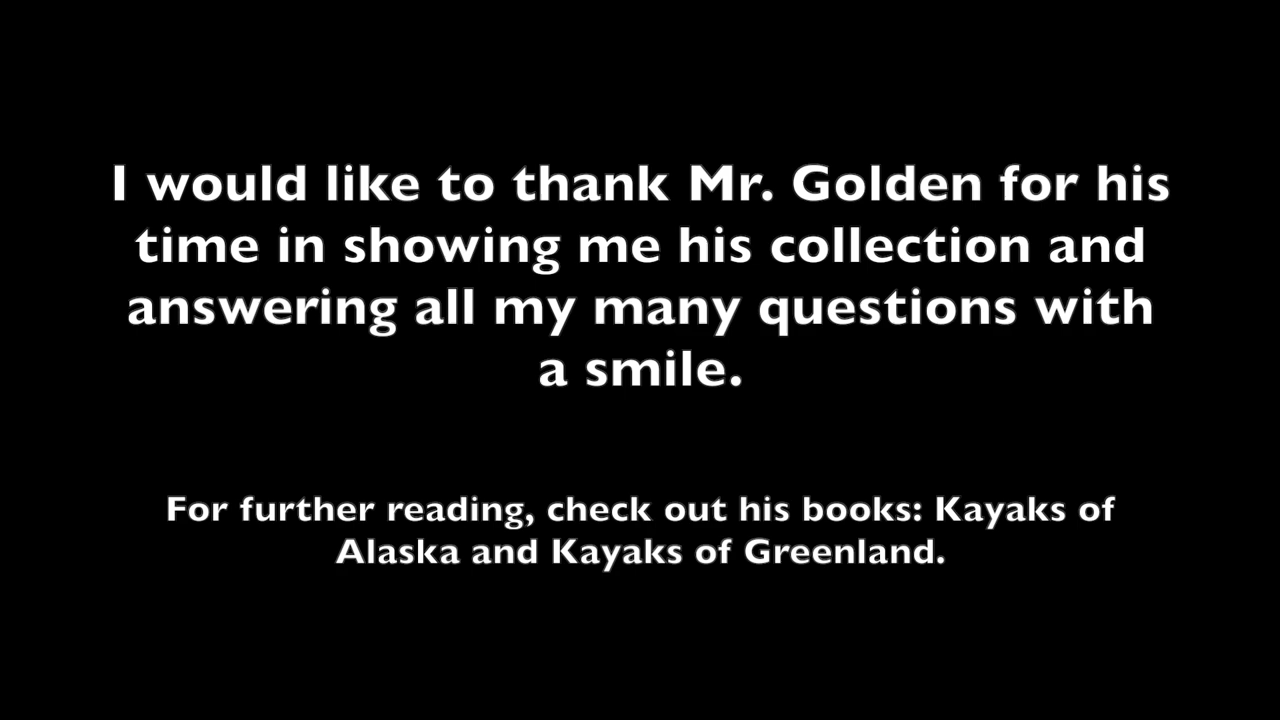 I would like to thank Mr. Golden for his
time in showing me his collection and
answering all my many questions with
a smile.
For further reading, check out his books: Kayaks of
Alaska and Kayaks of Greenland.